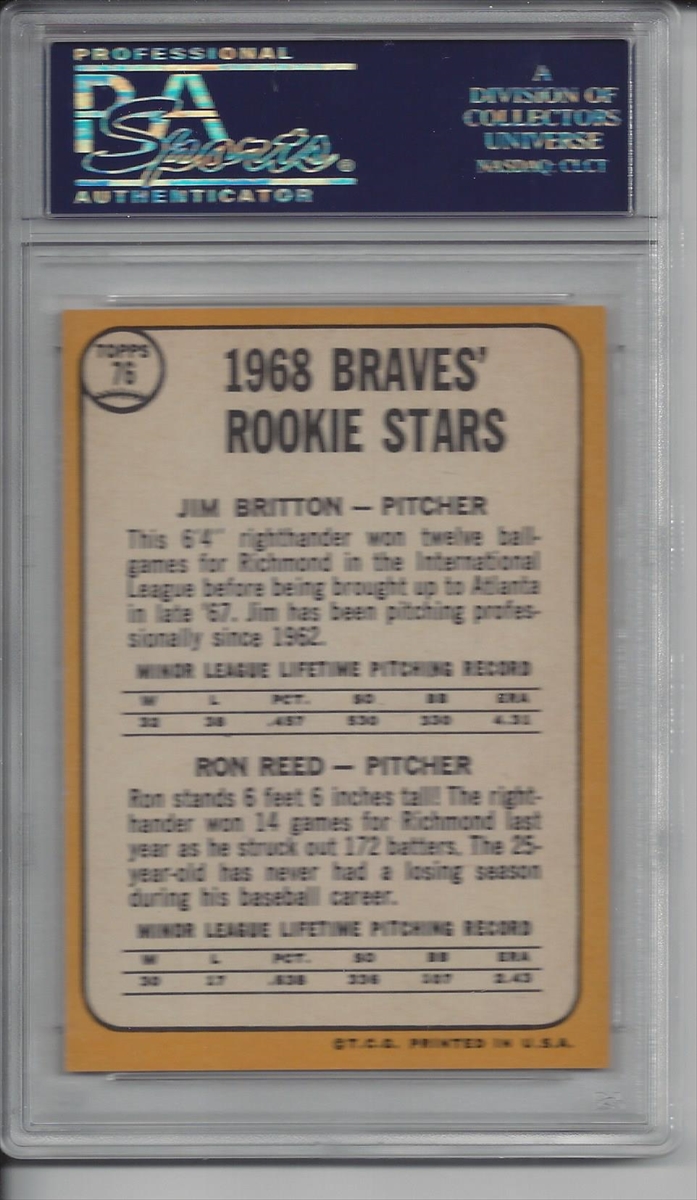 PROFESSIONAL
PSA Sports®
AUTHENTICATOR
A
DIVISION OF
COLLECTORS
UNIVERSE
NASDAQ: CLCT
TOPPS
76
1968 BRAVES'
ROOKIE STARS
JIM BRITTON — PITCHER
This 6'4" righthander won twelve ball-
games for Richmond in the International
League before being brought up to Atlanta
in late '67. Jim has been pitching profes-
sionally since 1962.
MINOR LEAGUE LIFETIME PITCHING RECORD
W L PCT. SO BB ERA
32 38 .457 530 330 4.31
RON REED — PITCHER
Ron stands 6 feet 6 inches tall! The right-
hander won 14 games for Richmond last
year as he struck out 172 batters. The 25-
year-old has never had a losing season
during his baseball career.
MINOR LEAGUE LIFETIME PITCHING RECORD
W L PCT. SO BB ERA
30 17 .638 336 107 2.43
©T.C.G. PRINTED IN U.S.A.